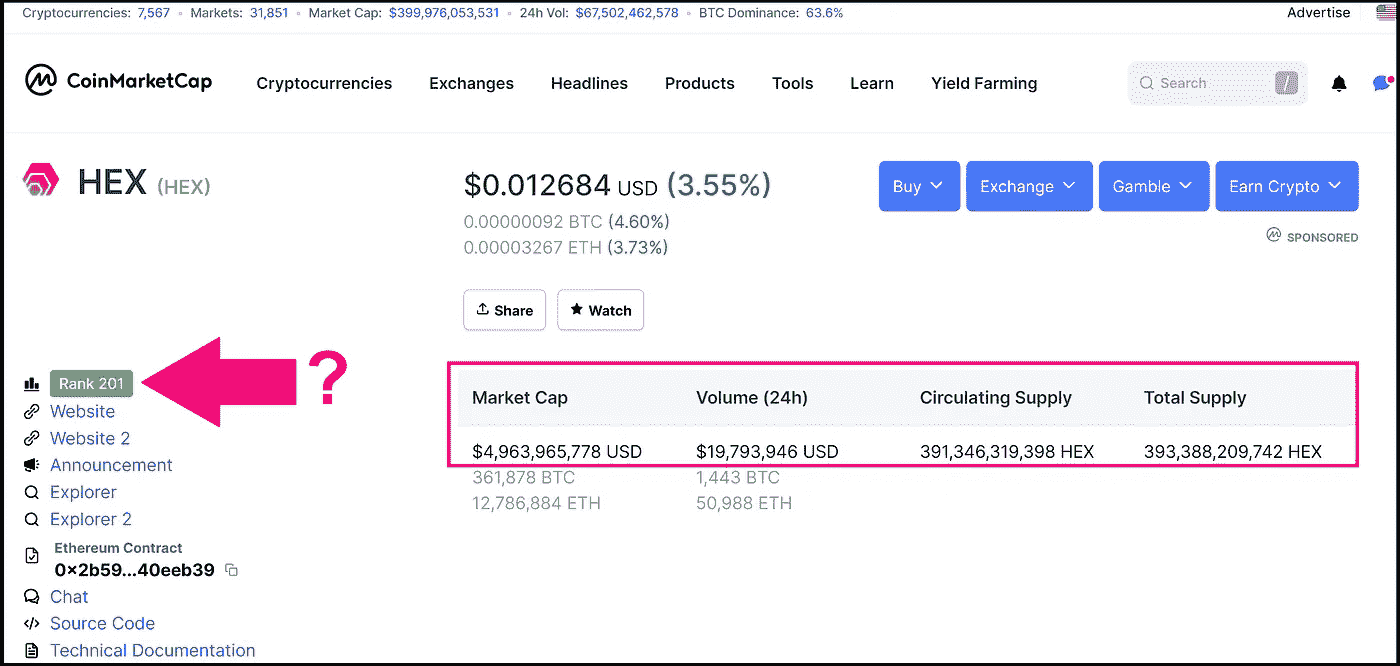 Cryptocurrencies: 7,567 • Markets: 31,851 • Market Cap: $399,976,053,531 • 24h Vol: $67,502,462,578 • BTC Dominance: 63.6% Advertise
CoinMarketCap Cryptocurrencies Exchanges Headlines Products Tools Learn Yield Farming Search /
HEX (HEX)
$0.012684 USD (3.55%)
0.00000092 BTC (4.60%)
0.00003267 ETH (3.73%)
Buy Exchange Gamble Earn Crypto
SPONSORED
Share Watch
Rank 201 ?
Website
Website 2
Announcement
Explorer
Explorer 2
Ethereum Contract
0x2b59...40eeb39
Chat
Source Code
Technical Documentation
Market Cap Volume (24h) Circulating Supply Total Supply
$4,963,965,778 USD $19,793,946 USD 391,346,319,398 HEX 393,388,209,742 HEX
361,878 BTC 1,443 BTC
12,786,884 ETH 50,988 ETH